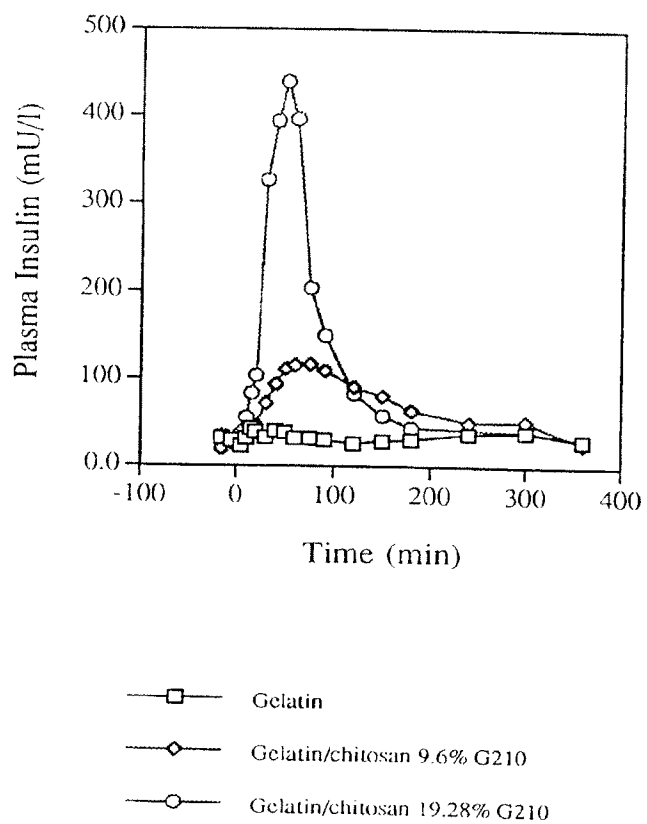 500
400
300
200
100
0.0
Plasma Insulin (mU/l)
-100 0 100 200 300 400
Time (min)
Gelatin
Gelatin/chitosan 9.6% G210
Gelatin/chitosan 19.28% G210